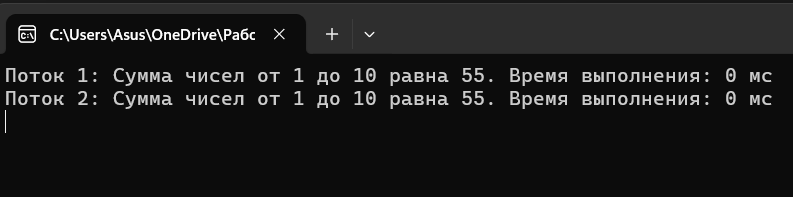 C:\Users\Asus\OneDrive\Рабс
Поток 1: Сумма чисел от 1 до 10 равна 55. Время выполнения: 0 мс
Поток 2: Сумма чисел от 1 до 10 равна 55. Время выполнения: 0 мс